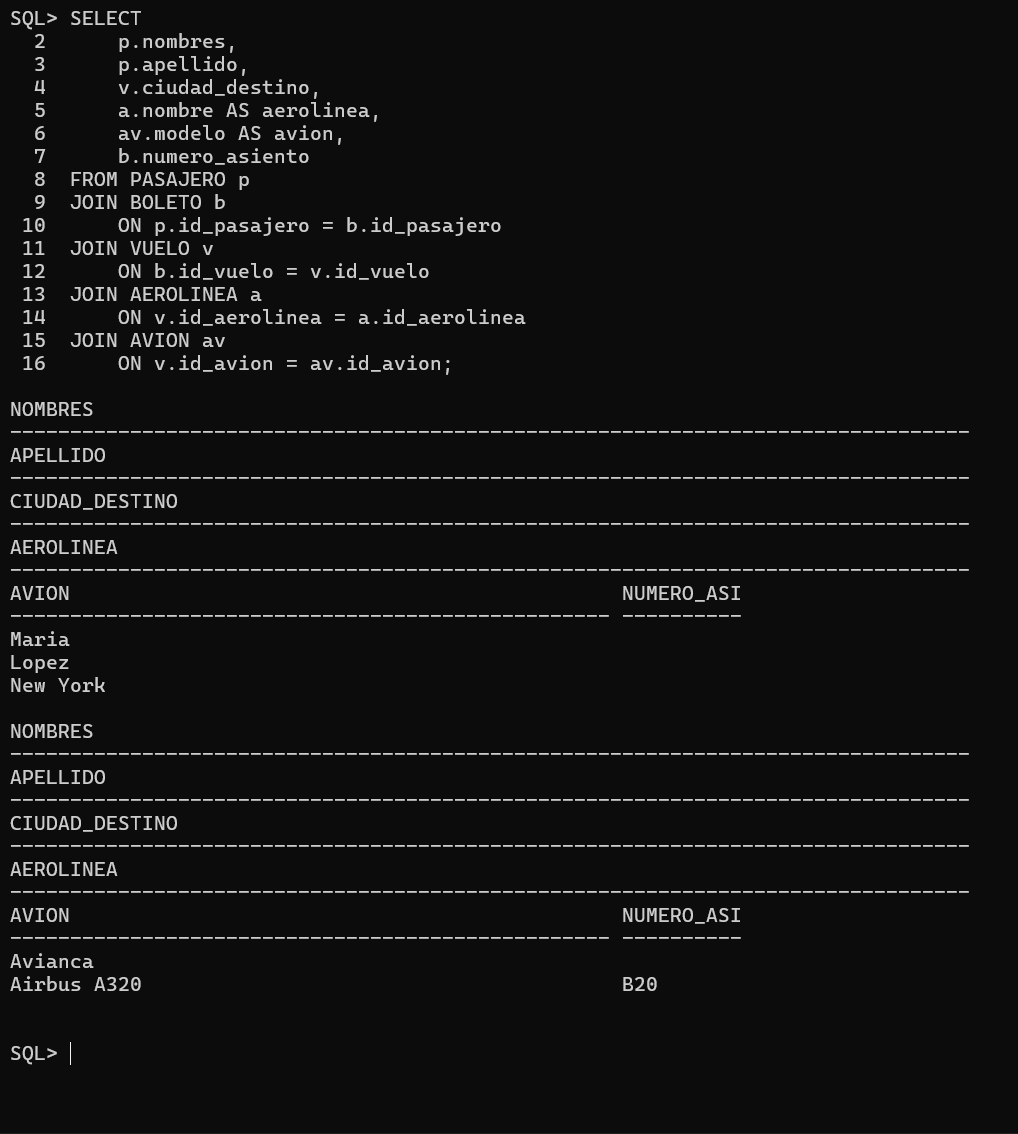 SQL> SELECT
  2      p.nombres,
  3      p.apellido,
  4      v.ciudad_destino,
  5      a.nombre AS aerolinea,
  6      av.modelo AS avion,
  7      b.numero_asiento
  8  FROM PASAJERO p
  9  JOIN BOLETO b
 10      ON p.id_pasajero = b.id_pasajero
 11  JOIN VUELO v
 12      ON b.id_vuelo = v.id_vuelo
 13  JOIN AEROLINEA a
 14      ON v.id_aerolinea = a.id_aerolinea
 15  JOIN AVION av
 16      ON v.id_avion = av.id_avion;

NOMBRES
--------------------------------------------------------------------------------
APELLIDO
--------------------------------------------------------------------------------
CIUDAD_DESTINO
--------------------------------------------------------------------------------
AEROLINEA
--------------------------------------------------------------------------------
AVION                                              NUMERO_ASI
-------------------------------------------------- ----------
Maria
Lopez
New York

NOMBRES
--------------------------------------------------------------------------------
APELLIDO
--------------------------------------------------------------------------------
CIUDAD_DESTINO
--------------------------------------------------------------------------------
AEROLINEA
--------------------------------------------------------------------------------
AVION                                              NUMERO_ASI
-------------------------------------------------- ----------
Avianca
Airbus A320                                        B20


SQL>